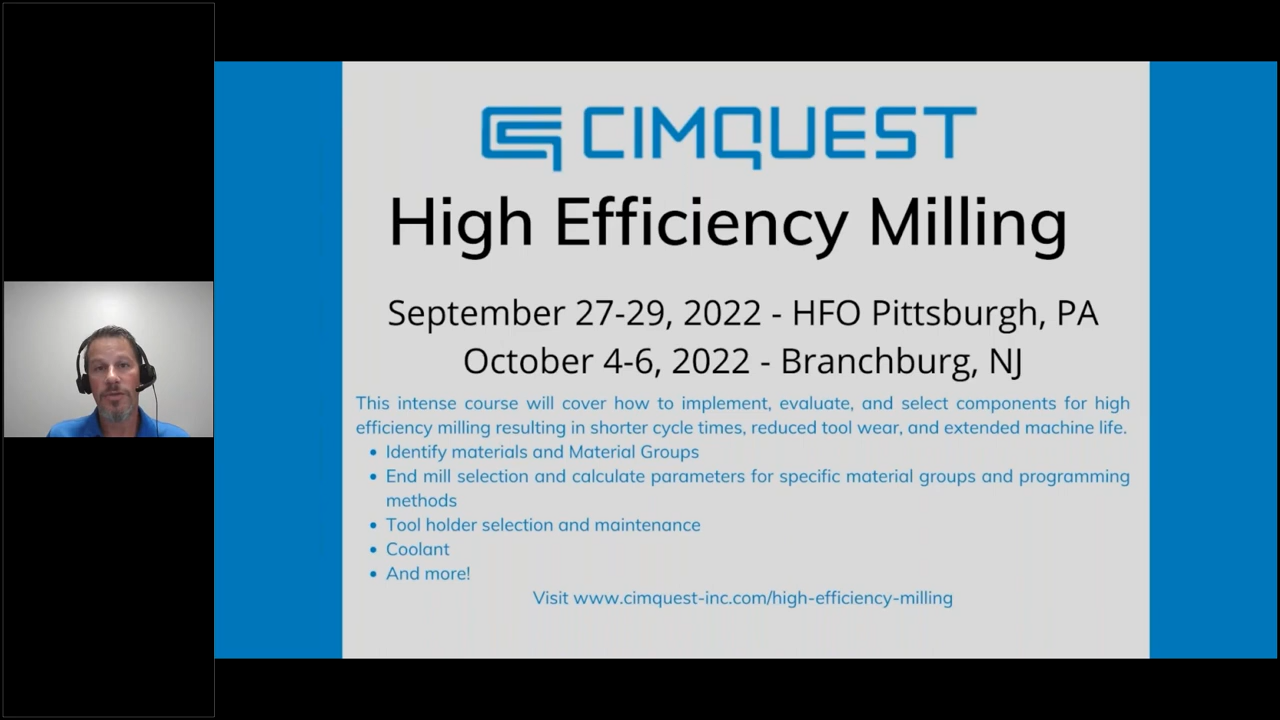 CIMQUEST
High Efficiency Milling
September 27-29, 2022 - HFO Pittsburgh, PA
October 4-6, 2022 - Branchburg, NJ
This intense course will cover how to implement, evaluate, and select components for high
efficiency milling resulting in shorter cycle times, reduced tool wear, and extended machine life.
• Identify materials and Material Groups
• End mill selection and calculate parameters for specific material groups and programming
methods
• Tool holder selection and maintenance
• Coolant
• And more!
Visit www.cimquest-inc.com/high-efficiency-milling